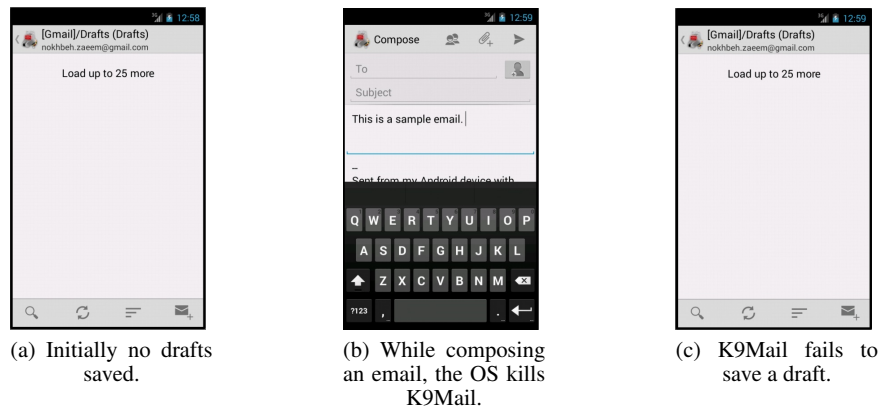 3G 12:58
[Gmail]/Drafts (Drafts)
nokhbeh.zaeem@gmail.com
Load up to 25 more
(a) Initially no drafts
saved.
3G 12:59
Compose
To
Subject
This is a sample email.
–
Sent from my Android device with
Q W E R T Y U I O P
A S D F G H J K L
Z X C V B N M
?123 , .
(b) While composing
an email, the OS kills
K9Mail.
3G 12:59
[Gmail]/Drafts (Drafts)
nokhbeh.zaeem@gmail.com
Load up to 25 more
(c) K9Mail fails to
save a draft.